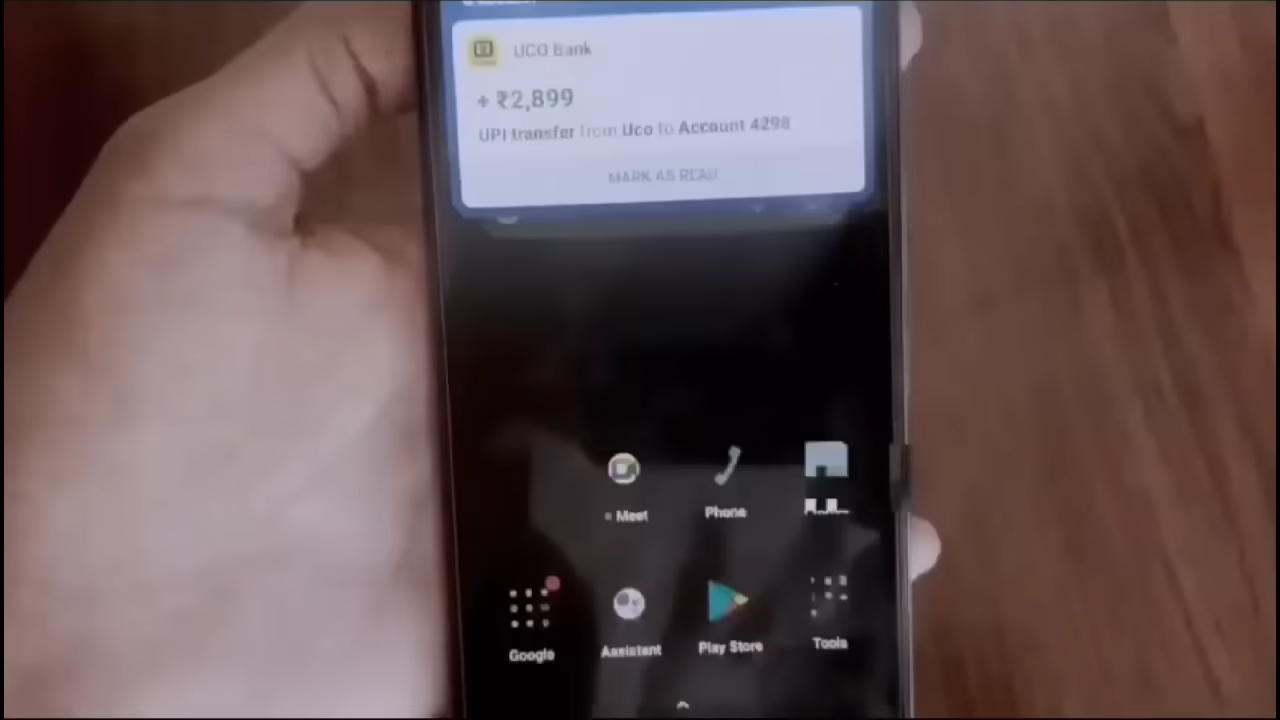 UCO Bank
+ ₹2,899
UPI transfer from Uco to Account 4298
MARK AS READ
Meet
Phone
Google
Assistant
Play Store
Tools